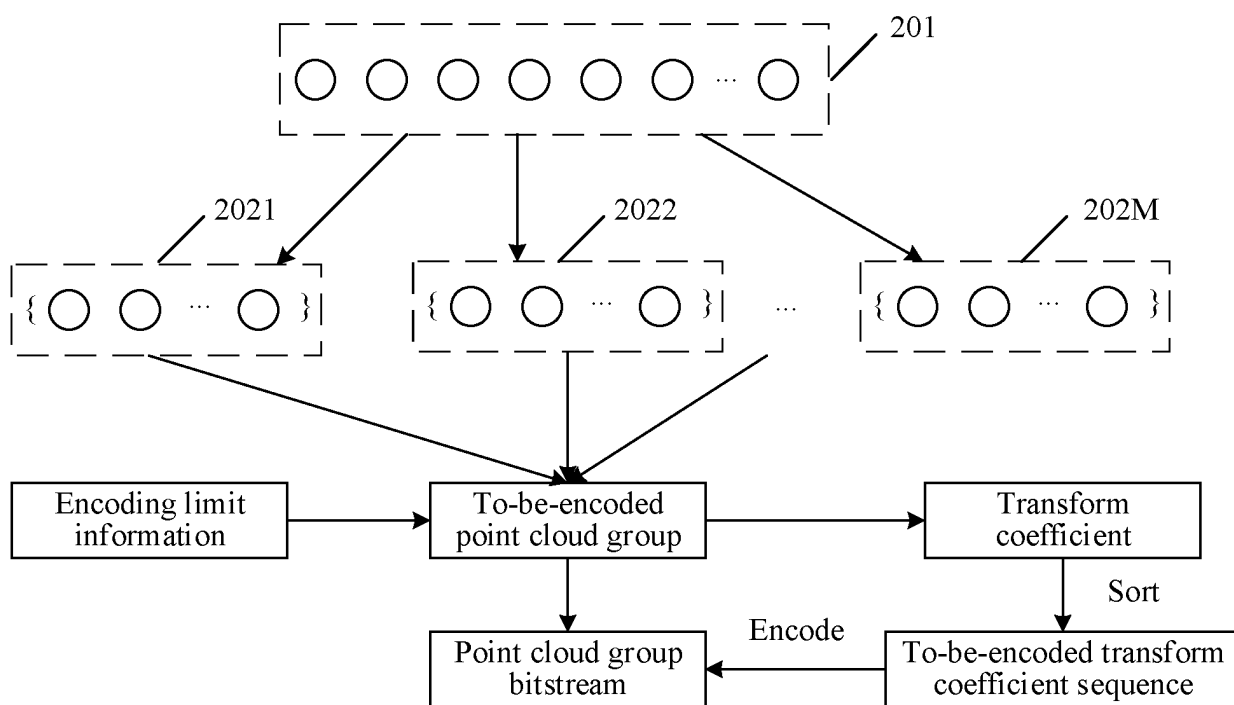 201
...
2021
2022
202M
{ ... }
{ ... }
...
{ ... }
Encoding limit
information
To-be-encoded
point cloud group
Transform
coefficient
Sort
Encode
Point cloud group
bitstream
To-be-encoded transform
coefficient sequence